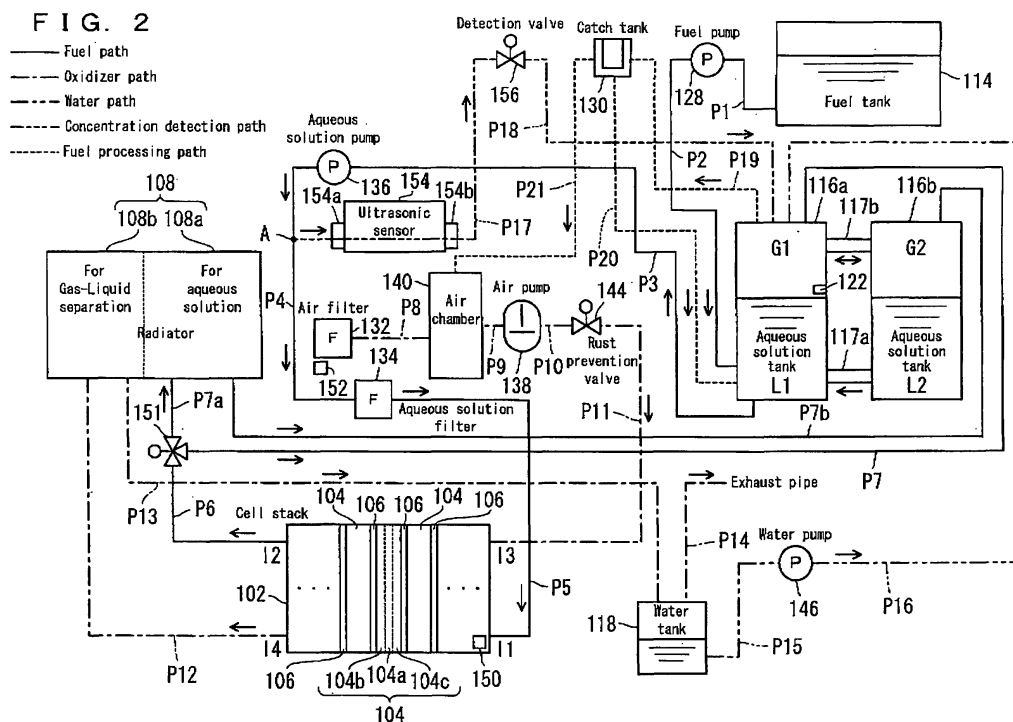 FIG. 2
Fuel path
Oxidizer path
Water path
Concentration detection path
Fuel processing path
Detection valve
156
Catch tank
130
Fuel pump
P
128
P1
Fuel tank
114
P18
P2
P19
P21
P20
P3
Aqueous
solution pump
P
136
154
154a
154b
Ultrasonic
sensor
A
P17
108
108b
108a
For
Gas-Liquid
separation
For
aqueous
solution
Radiator
P4
Air filter
F
132
152
P8
140
Air
chamber
Air pump
P9
P10
138
144
Rust
prevention
valve
134
F
Aqueous solution
filter
P11
116a
116b
117b
G1
G2
122
Aqueous
solution
tank
L1
Aqueous
solution
tank
L2
117a
P7b
P7
P7a
151
P6
P13
Cell stack
104
106
106
104
106
I2
I3
102
I4
I1
150
P5
P12
106
104b
104a
104c
104
Exhaust pipe
P14
Water pump
P
146
P16
118
Water
tank
P15